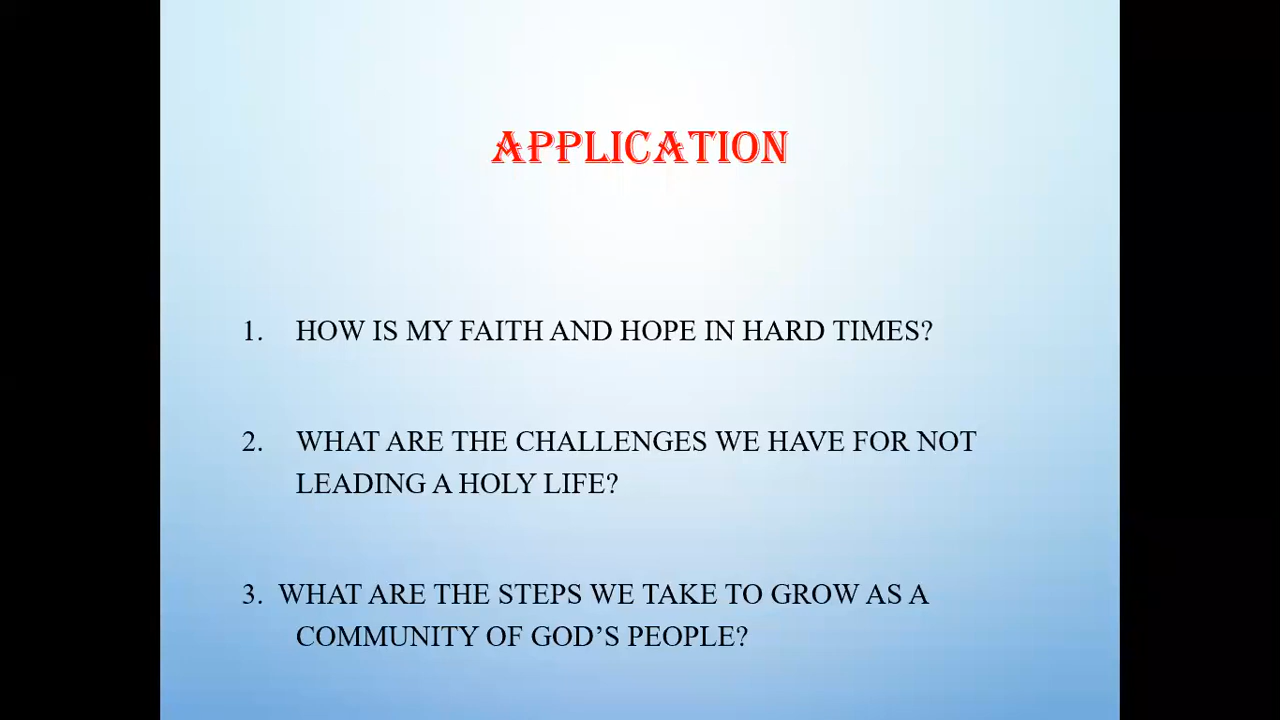 APPLICATION
1. HOW IS MY FAITH AND HOPE IN HARD TIMES?
2. WHAT ARE THE CHALLENGES WE HAVE FOR NOT
LEADING A HOLY LIFE?
3. WHAT ARE THE STEPS WE TAKE TO GROW AS A
COMMUNITY OF GOD’S PEOPLE?